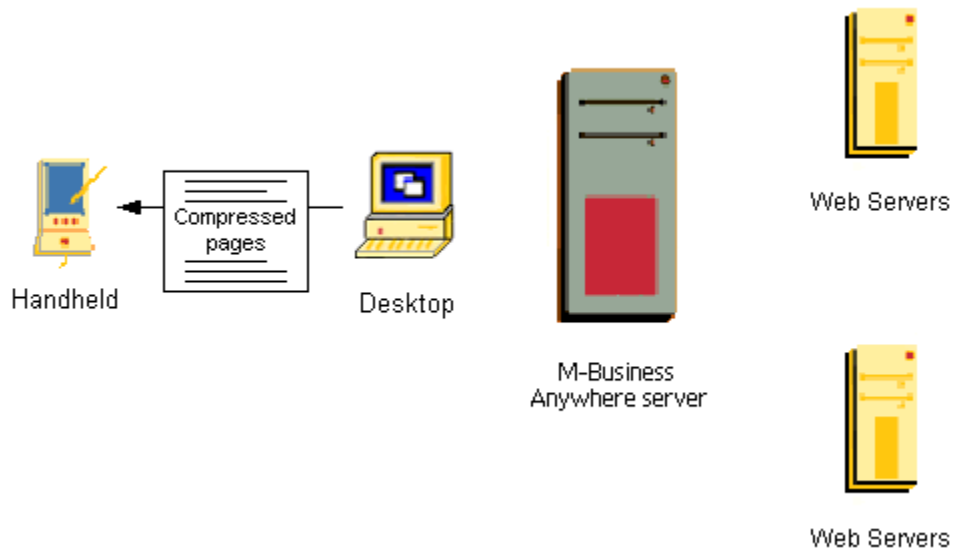 Web Servers
Compressed
pages
Handheld
Desktop
M-Business
Anywhere server
Web Servers